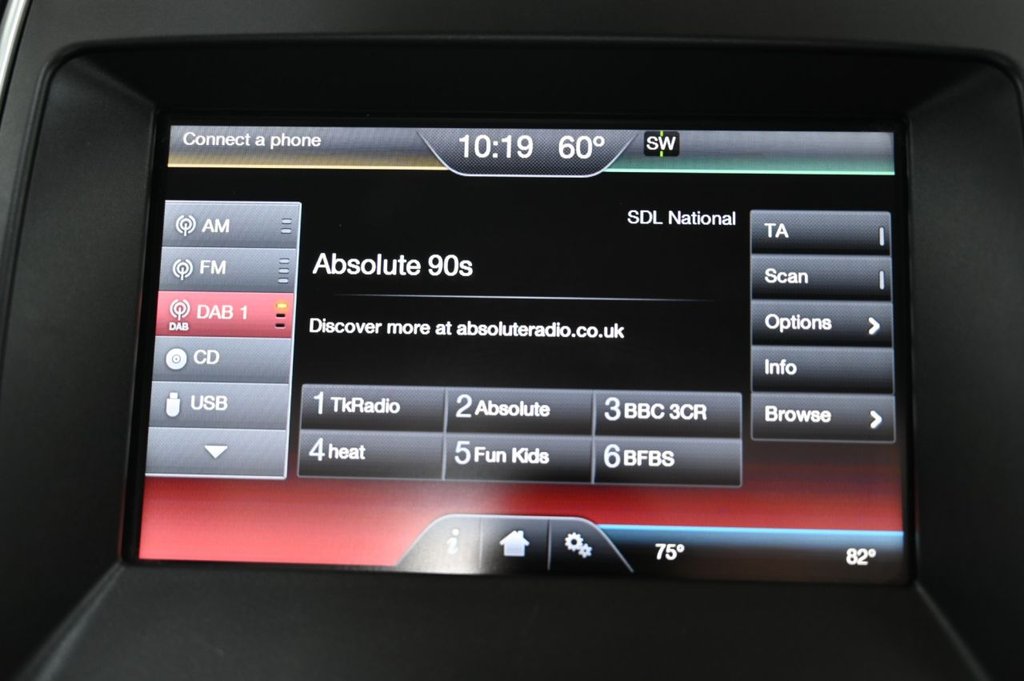 Connect a phone
10:19 60°
SW
AM
FM
DAB
DAB 1
CD
USB
SDL National
Absolute 90s
Discover more at absoluteradio.co.uk
1 TkRadio
2 Absolute
3 BBC 3CR
4 heat
5 Fun Kids
6 BFBS
TA
Scan
Options
Info
Browse
i
75°
82°